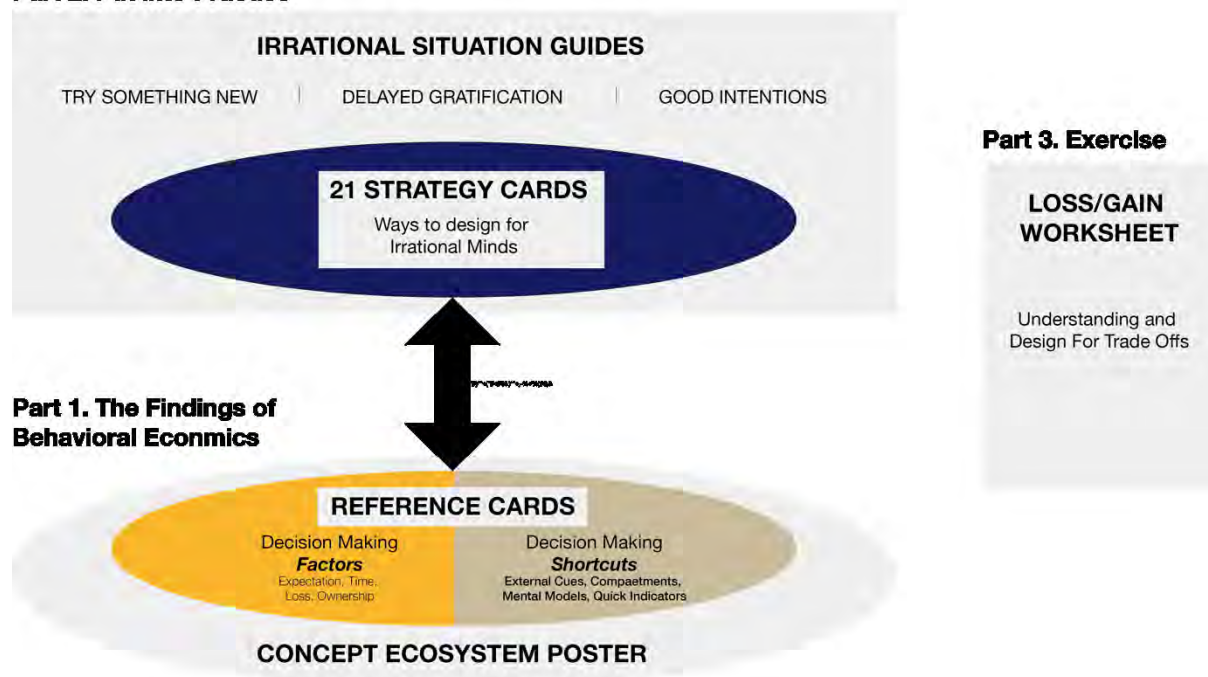 IRRATIONAL SITUATION GUIDES
TRY SOMETHING NEW | DELAYED GRATIFICATION | GOOD INTENTIONS
21 STRATEGY CARDS
Ways to design for
Irrational Minds
Part 3. Exercise
LOSS/GAIN
WORKSHEET
Understanding and
Design For Trade Offs
Part 1. The Findings of
Behavioral Econmics
REFERENCE CARDS
Decision Making
Factors
Expectation, Time,
Loss, Ownership
Decision Making
Shortcuts
External Cues, Compaetments,
Mental Models, Quick Indicators
CONCEPT ECOSYSTEM POSTER